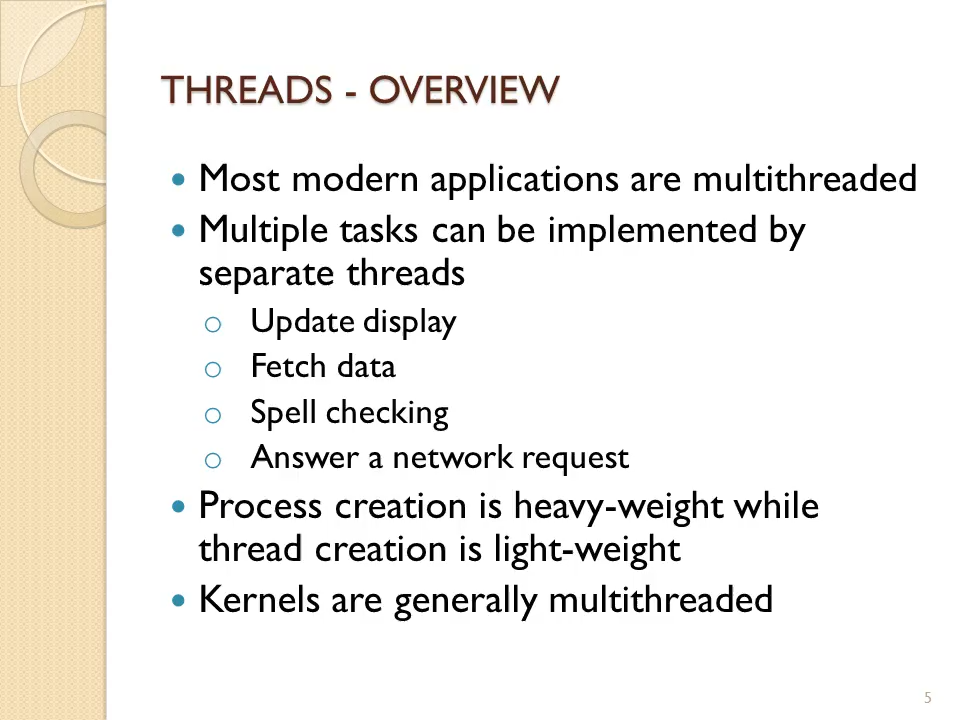 THREADS - OVERVIEW
• Most modern applications are multithreaded
• Multiple tasks can be implemented by
separate threads
o Update display
o Fetch data
o Spell checking
o Answer a network request
• Process creation is heavy-weight while
thread creation is light-weight
• Kernels are generally multithreaded
5